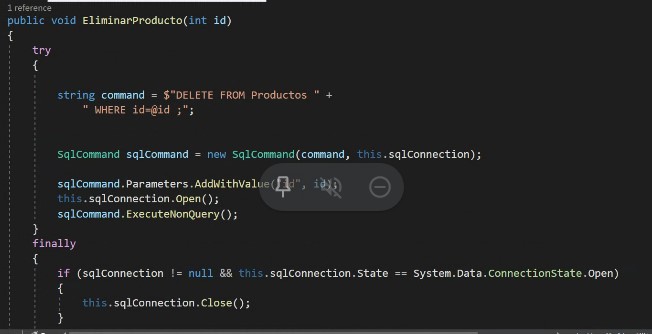 1 reference
public void EliminarProducto(int id)
{
try
{
string command = $"DELETE FROM Productos " +
" WHERE id=@id ;";
SqlCommand sqlCommand = new SqlCommand(command, this.sqlConnection);
sqlCommand.Parameters.AddWithValue("id", id);
this.sqlConnection.Open();
sqlCommand.ExecuteNonQuery();
}
finally
{
if (sqlConnection != null && this.sqlConnection.State == System.Data.ConnectionState.Open)
{
this.sqlConnection.Close();
}